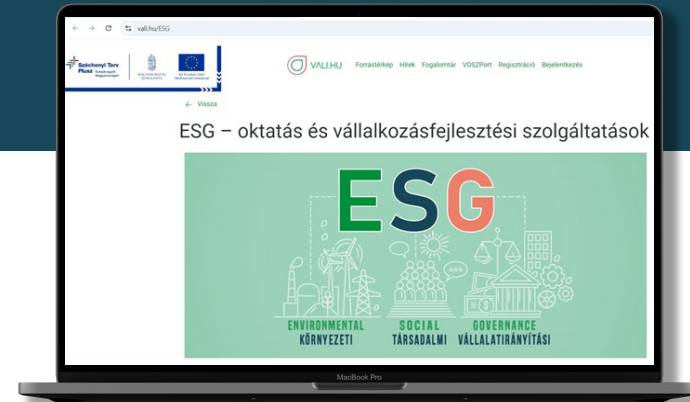 vali.hu/ESG
Széchenyi Terv
Plusz
VALI.HU
Forrástérkép Hírek Fogalomtár VOSZPort Regisztráció Bejelentkezés
← Vissza
ESG – oktatás és vállalkozásfejlesztési szolgáltatások
ESG
ENVIRONMENTAL SOCIAL GOVERNANCE
KÖRNYEZETI TÁRSADALMI VÁLLALATIRÁNYÍTÁSI
MacBook Pro